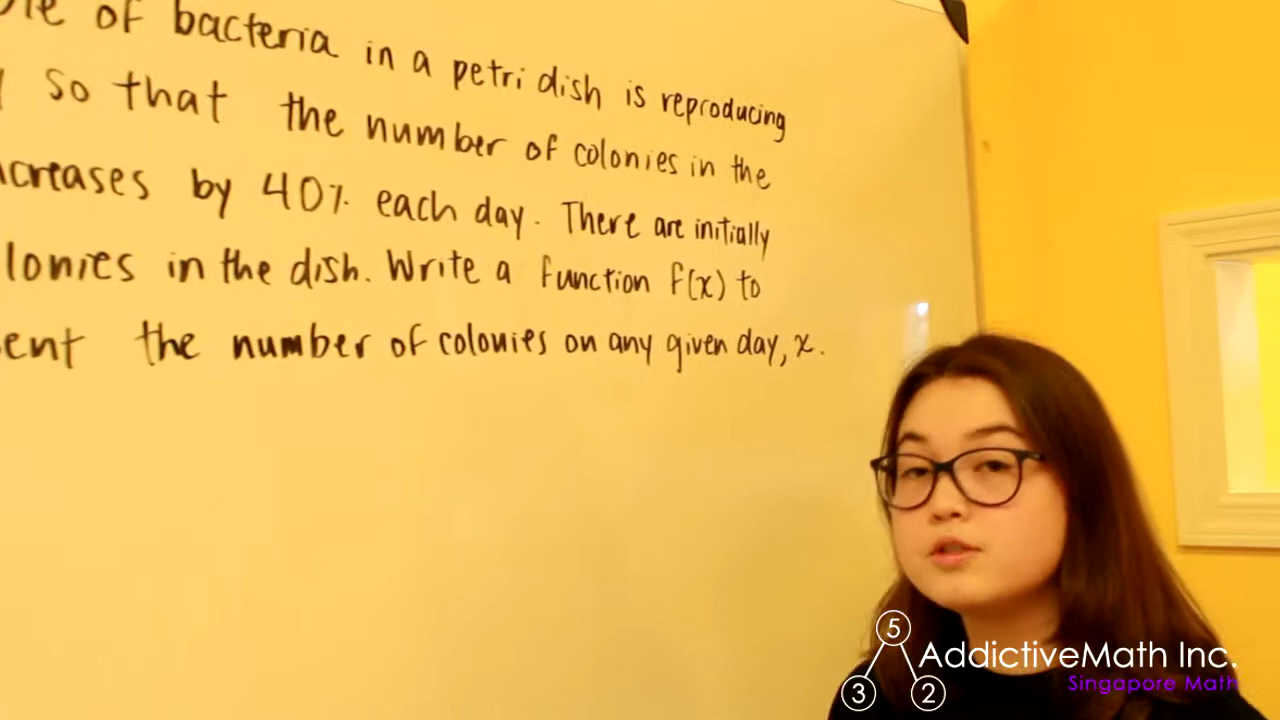 of bacteria in a petri dish is reproducing
so that the number of colonies in the
creases by 40% each day. There are initially
lonies in the dish. Write a function f(x) to
ent the number of colonies on any given day, x.
5
3 2
AddictiveMath Inc.
Singapore Math